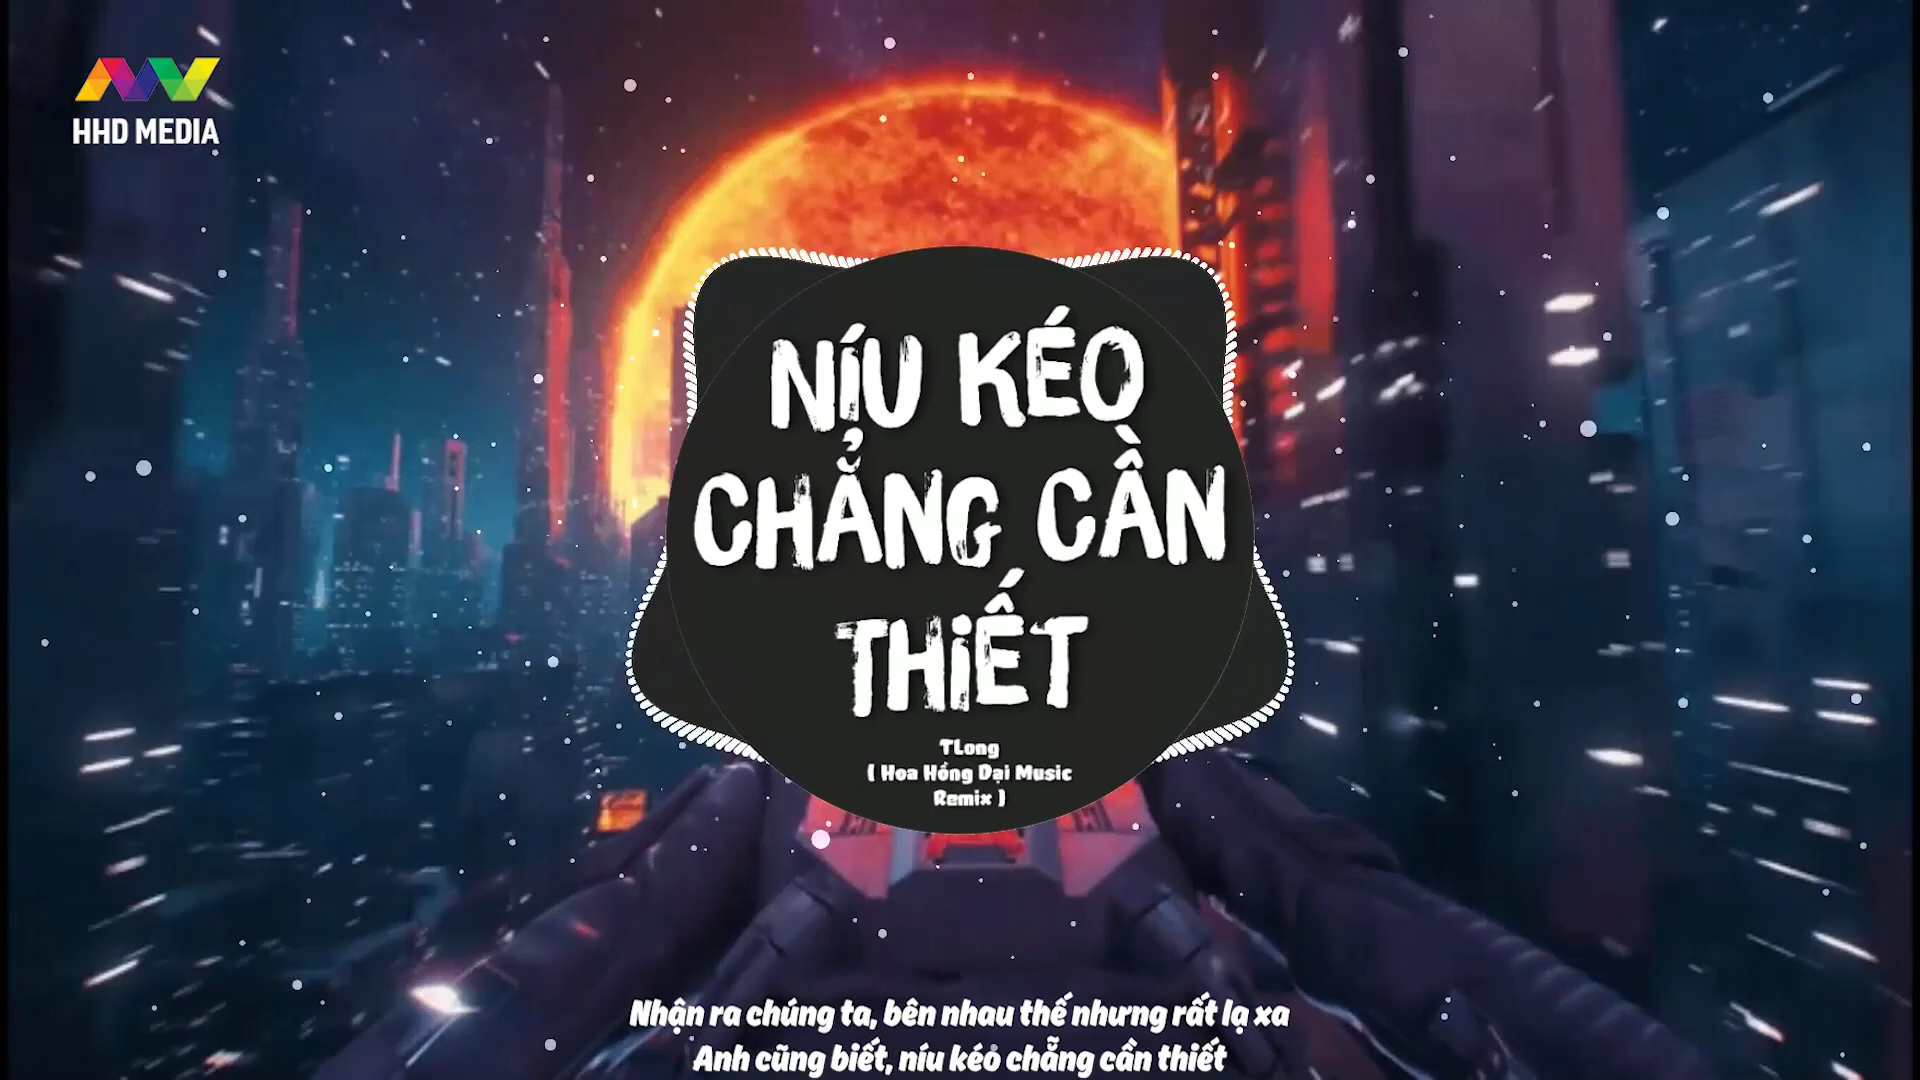 HHD MEDIA
NÍU KÉO
CHẲNG CẦN
THIẾT
TLong
( Hoa Hồng Dại Music
Remix )
Nhận ra chúng ta, bên nhau thế nhưng rất lạ xa
Anh cũng biết, níu kéo chẵng cần thiết